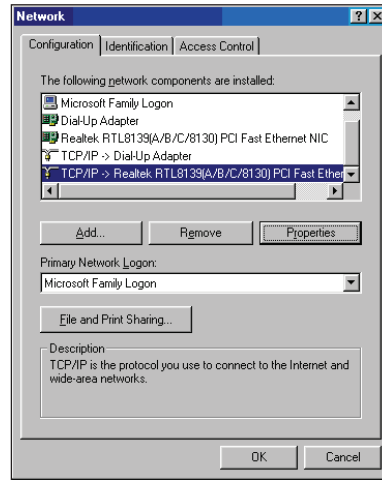 Network
Configuration Identification Access Control
The following network components are installed:
Microsoft Family Logon
Dial-Up Adapter
Realtek RTL8139(A/B/C/8130) PCI Fast Ethernet NIC
TCP/IP -> Dial-Up Adapter
TCP/IP -> Realtek RTL8139(A/B/C/8130) PCI Fast Ether
Add... Remove Properties
Primary Network Logon:
Microsoft Family Logon
File and Print Sharing...
Description
TCP/IP is the protocol you use to connect to the Internet and
wide-area networks.
OK Cancel